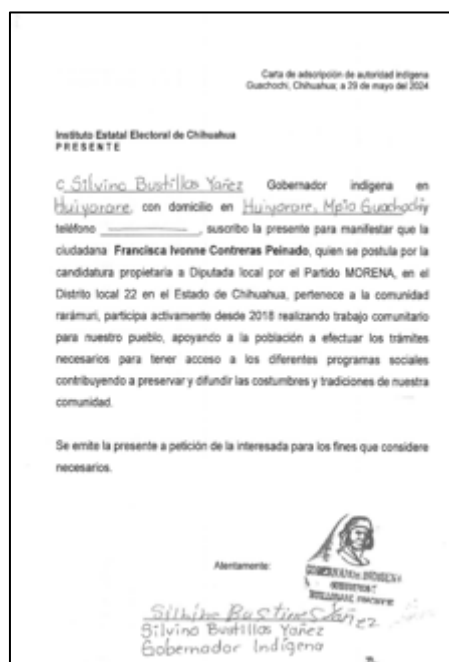 Carta de adscripción de autoridad indígena
Guachochi, Chihuahua; a 29 de mayo del 2024
Instituto Estatal Electoral de Chihuahua
P R E S E N T E
C Silvino Bustillos Yañez Gobernador indígena en
Huiyorare, con domicilio en Huiyorare, Mpio Guachochi y
teléfono , suscribo la presente para manifestar que la
ciudadana Francisca Ivonne Contreras Peinado, quien se postula por la
candidatura propietaria a Diputada local por el Partido MORENA, en el
Distrito local 22 en el Estado de Chihuahua, pertenece a la comunidad
rarámuri, participa activamente desde 2018 realizando trabajo comunitario
para nuestro pueblo, apoyando a la población a efectuar los trámites
necesarios para tener acceso a los diferentes programas sociales
contribuyendo a preservar y difundir las costumbres y tradiciones de nuestra
comunidad.
Se emite la presente a petición de la interesada para los fines que considere
necesarios.
Atentamente:
GOBERNADOR INDÍGENA
Silvino Bustillos Yañez
Gobernador Indígena